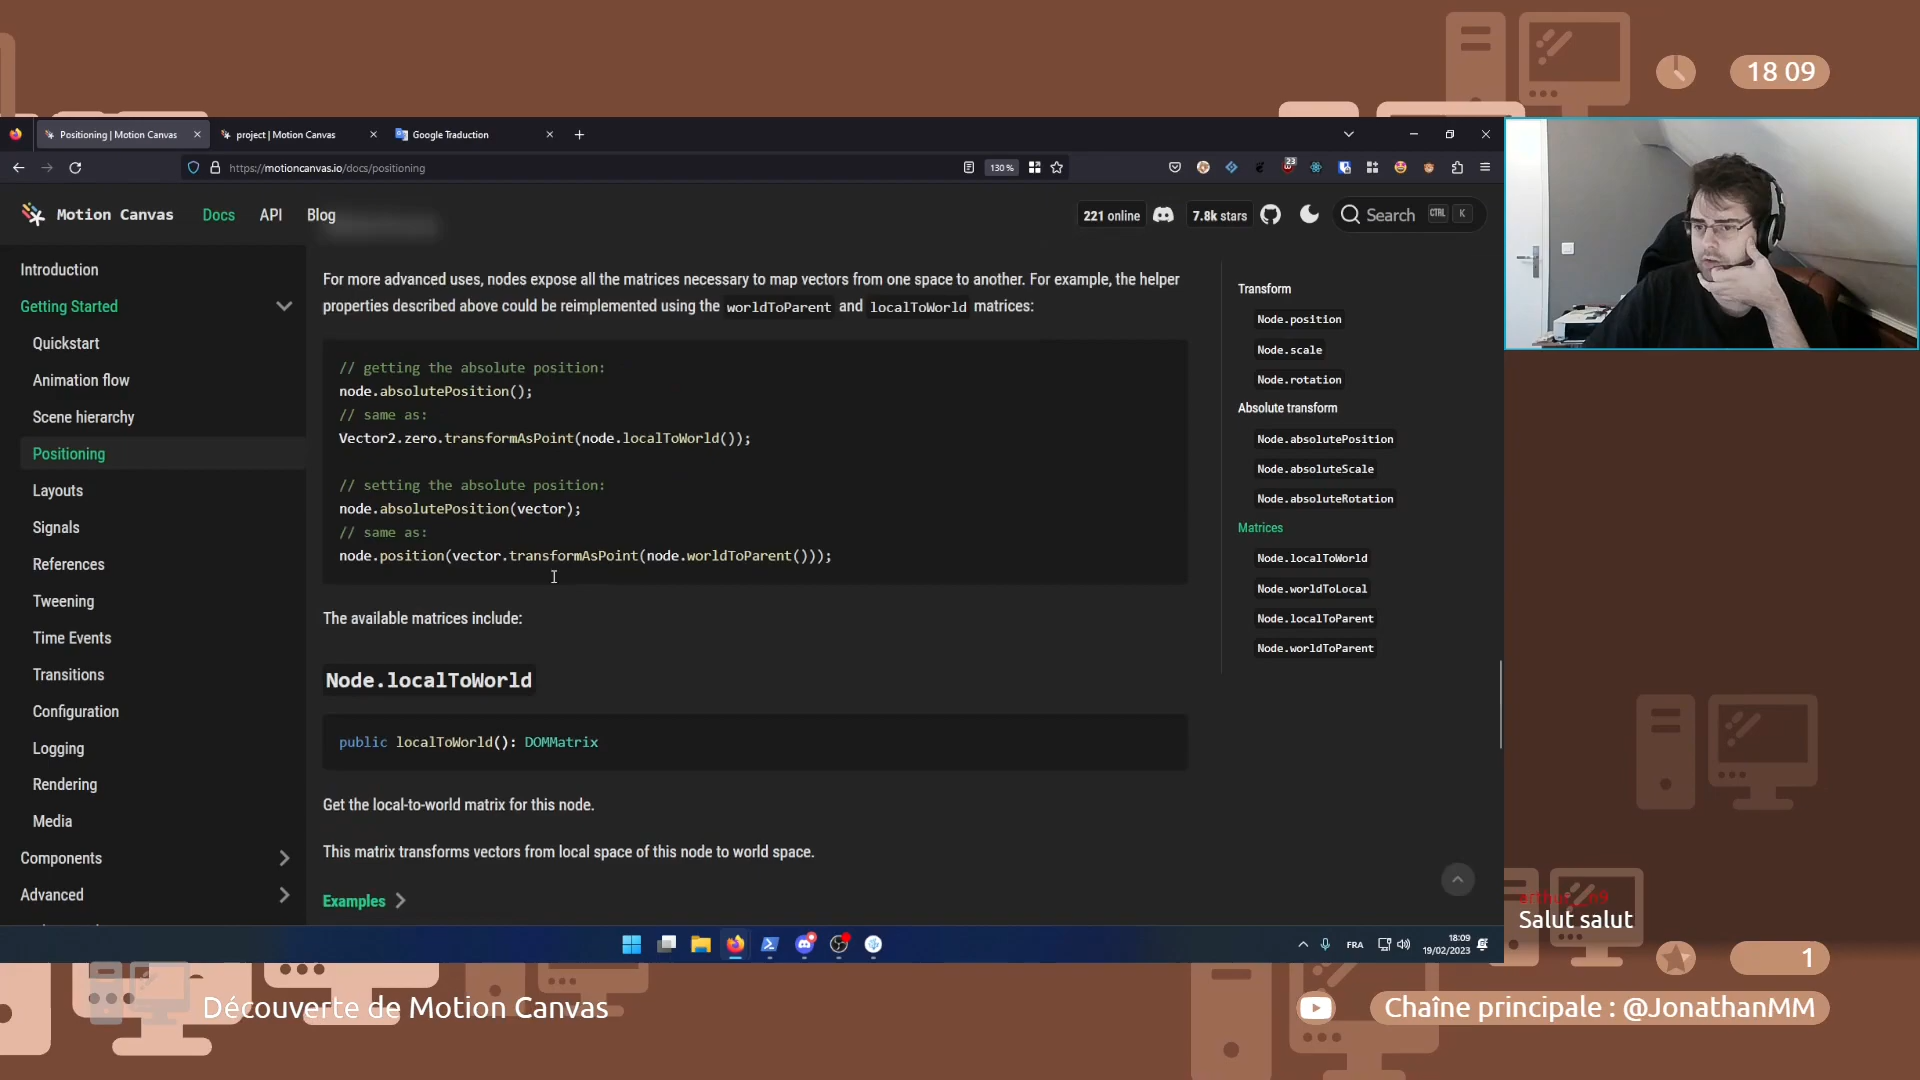 18 09
Positioning | Motion Canvas
project | Motion Canvas
Google Traduction
https://motioncanvas.io/docs/positioning
130 %
23
Motion Canvas
Docs
API
Blog
221 online
7.8k stars
Search
CTRL
K
Introduction
Getting Started
Quickstart
Animation flow
Scene hierarchy
Positioning
Layouts
Signals
References
Tweening
Time Events
Transitions
Configuration
Logging
Rendering
Media
Components
Advanced
For more advanced uses, nodes expose all the matrices necessary to map vectors from one space to another. For example, the helper
properties described above could be reimplemented using the worldToParent and localToWorld matrices:
// getting the absolute position:
node.absolutePosition();
// same as:
Vector2.zero.transformAsPoint(node.localToWorld());
// setting the absolute position:
node.absolutePosition(vector);
// same as:
node.position(vector.transformAsPoint(node.worldToParent()));
The available matrices include:
Node.localToWorld
public localToWorld(): DOMMatrix
Get the local-to-world matrix for this node.
This matrix transforms vectors from local space of this node to world space.
Examples
Transform
Node.position
Node.scale
Node.rotation
Absolute transform
Node.absolutePosition
Node.absoluteScale
Node.absoluteRotation
Matrices
Node.localToWorld
Node.worldToLocal
Node.localToParent
Node.worldToParent
FRA
18:09
19/02/2023
Salut salut
1
Découverte de Motion Canvas
Chaîne principale : @JonathanMM